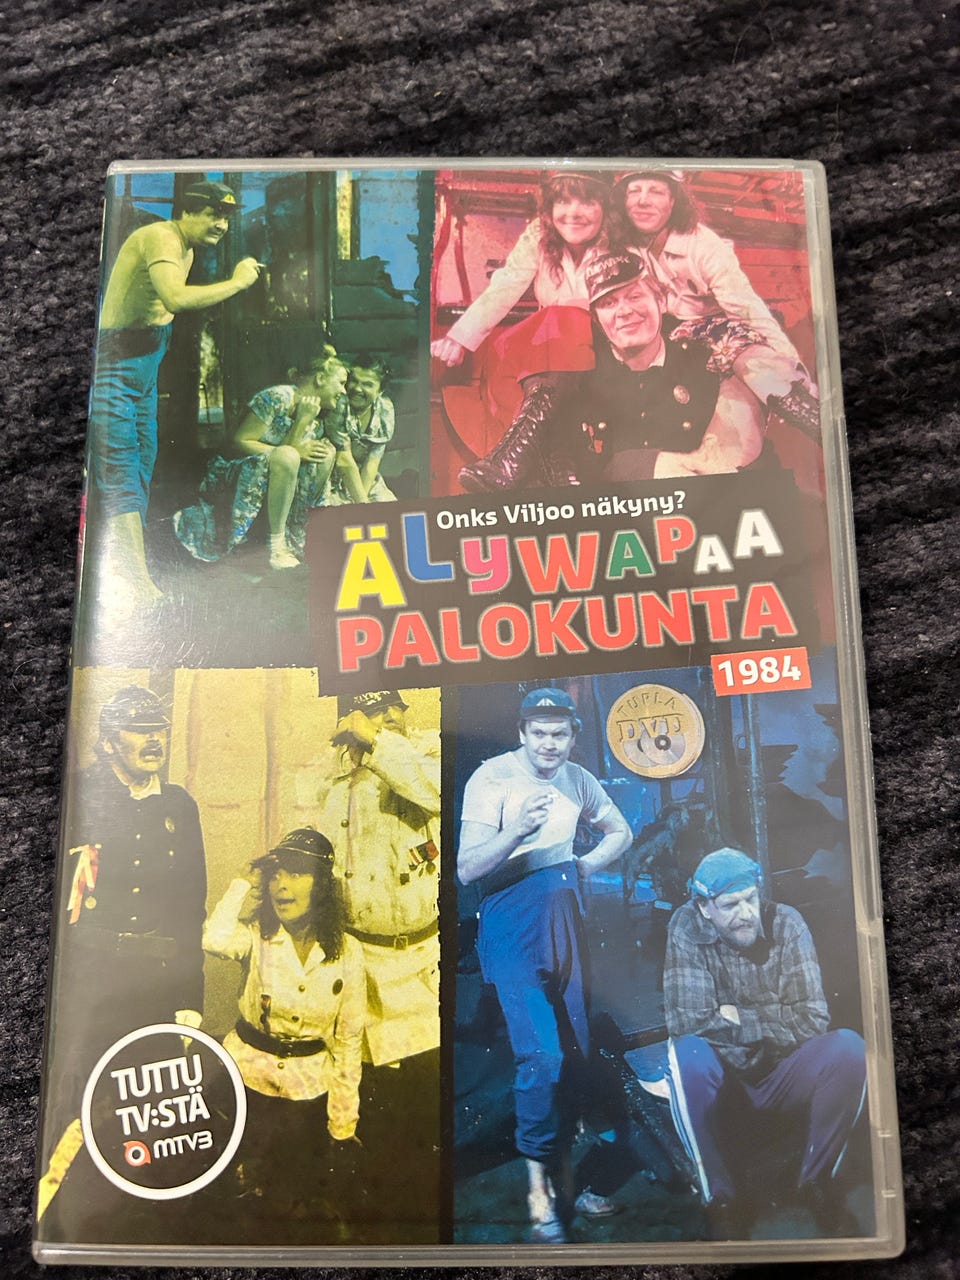 Onks Viljoo näkyny?
ÄLYWAPAA
PALOKUNTA
1984
TUPLA
DVD
TUTTU
TV:STÄ
MTV3